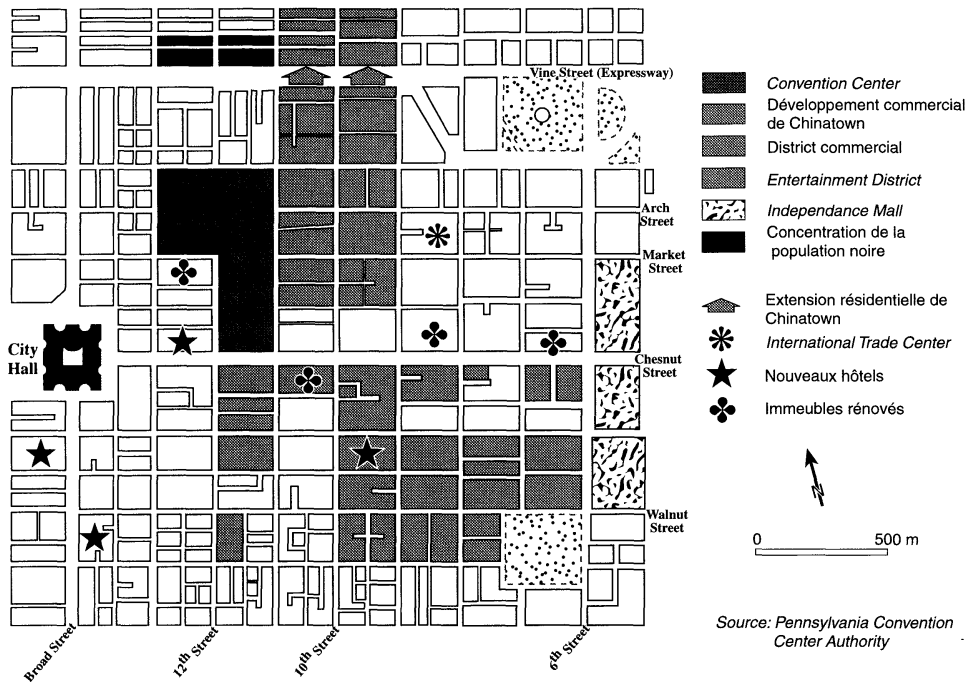 Vine Street (Expressway)
Arch
Street
Market
Street
City
Hall
Chesnut
Street
Walnut
Street
Broad Street
12th Street
10th Street
6th Street
Convention Center
Développement commercial
de Chinatown
District commercial
Entertainment District
Independance Mall
Concentration de la
population noire
Extension résidentielle de
Chinatown
International Trade Center
Nouveaux hôtels
Immeubles rénovés
0 500 m
Source: Pennsylvania Convention
Center Authority